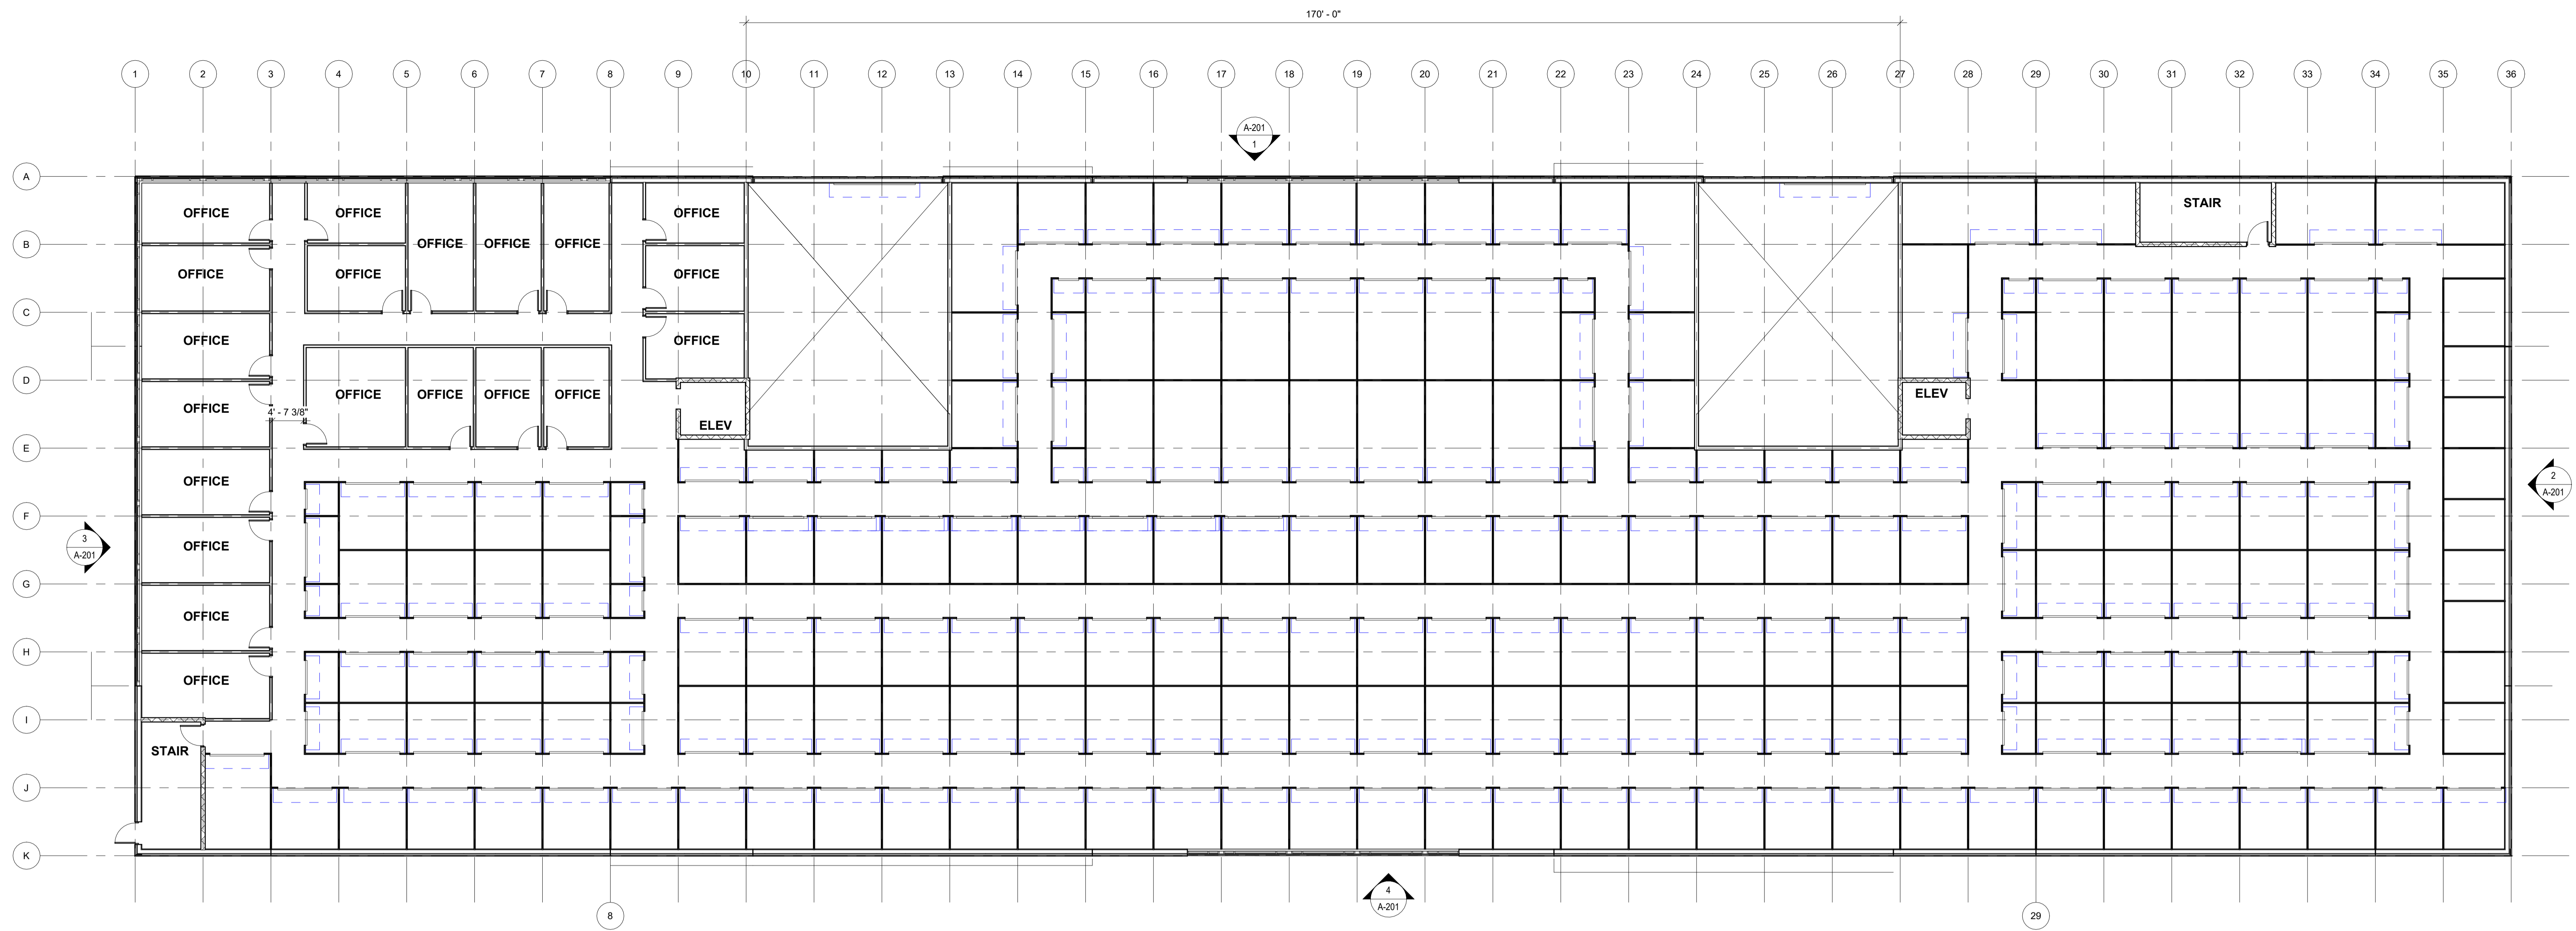 170' - 0"
1 2 3 4 5 6 7 8 9 10 11 12 13 14 15 16 17 18 19 20 21 22 23 24 25 26 27 28 29 30 31 32 33 34 35 36
A-201
1
A
STAIR
OFFICE OFFICE OFFICE
OFFICE OFFICE OFFICE
B
OFFICE OFFICE OFFICE
C
OFFICE OFFICE
D
ELEV
OFFICE OFFICE OFFICE OFFICE
OFFICE
4' - 7 3/8"
ELEV
E
OFFICE
2
A-201
F
3
A-201
OFFICE
G
OFFICE
H
OFFICE
I
STAIR
J
K
4
A-201
8 29